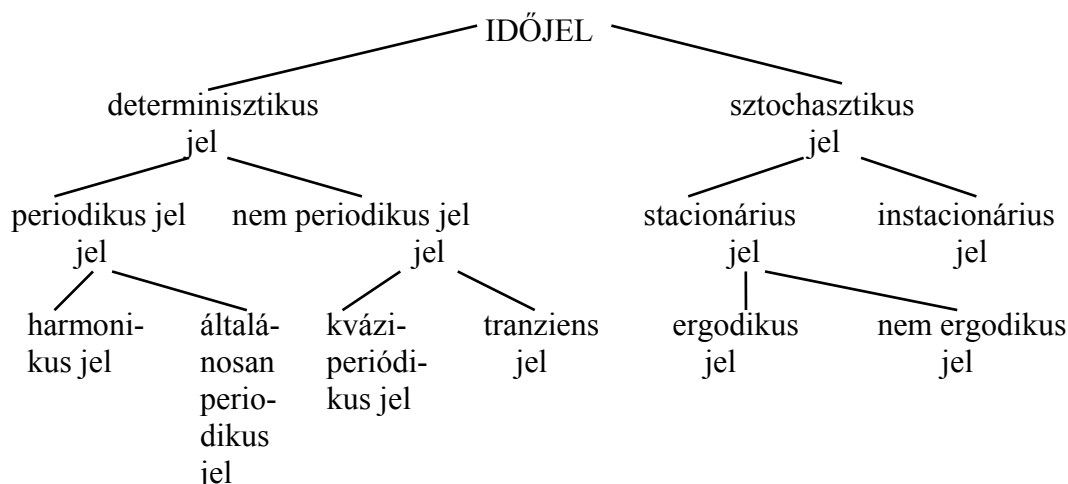 IDŐJEL
determinisztikus
jel
sztochasztikus
jel
periodikus jel
jel
nem periodikus jel
jel
stacionárius
jel
instacionárius
jel
harmoni-
kus jel
általá-
nosan
perio-
dikus
jel
kvázi-
periódi-
kus jel
tranziens
jel
ergodikus
jel
nem ergodikus
jel